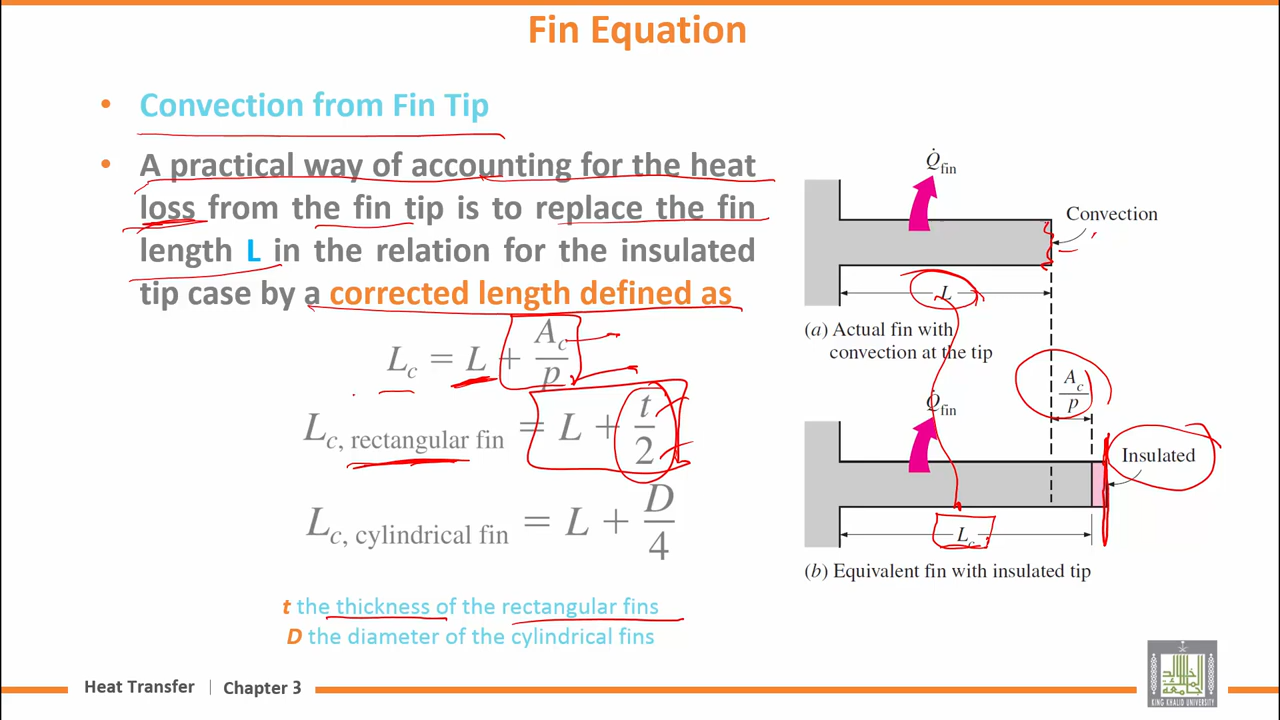 Fin Equation
• Convection from Fin Tip
• A practical way of accounting for the heat
loss from the fin tip is to replace the fin
length L in the relation for the insulated
tip case by a corrected length defined as
L_c = L + A_c/p
L_c, rectangular fin = L + t/2
L_c, cylindrical fin = L + D/4
t the thickness of the rectangular fins
D the diameter of the cylindrical fins
Q̇_fin
Convection
L
(a) Actual fin with
convection at the tip
A_c/p
Q̇_fin
Insulated
L_c
(b) Equivalent fin with insulated tip
Heat Transfer | Chapter 3
KING KHALID UNIVERSITY